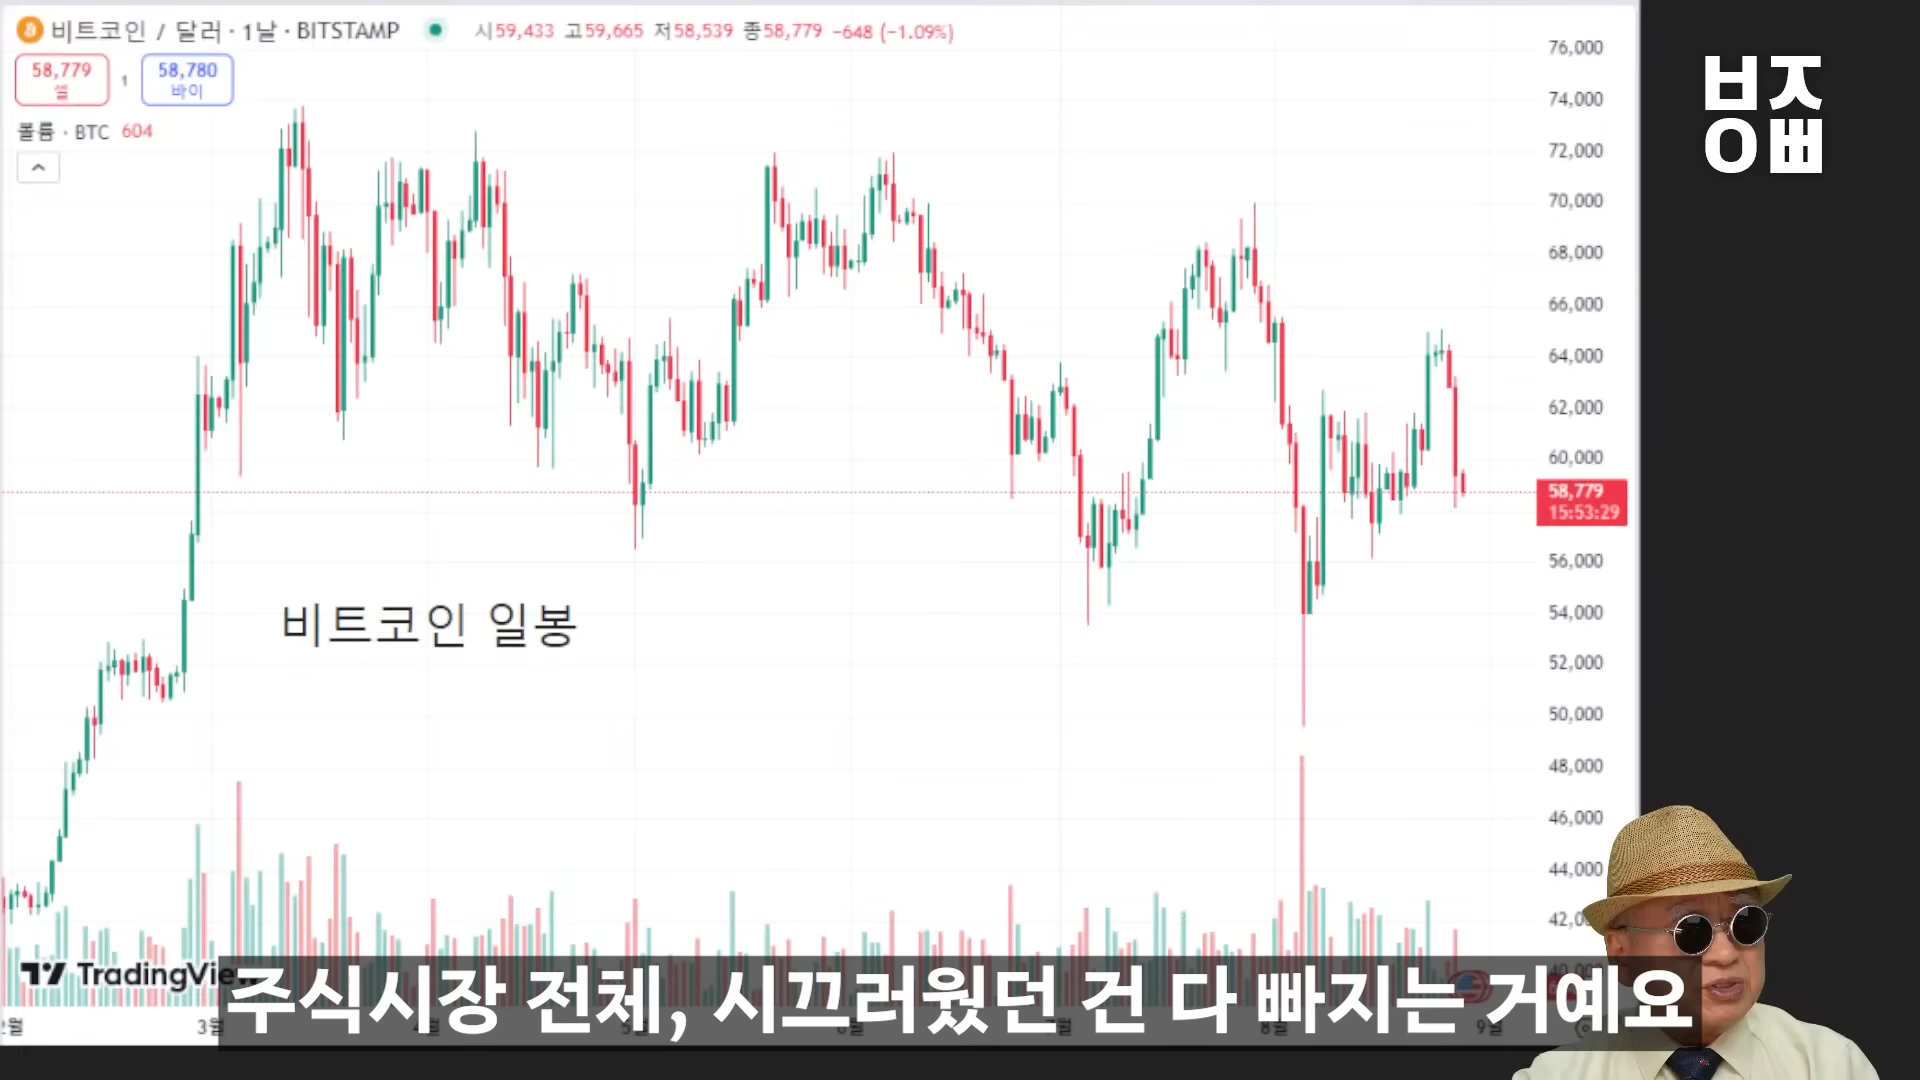 비트코인 / 달러 · 1날 · BITSTAMP
시59,433 고59,665 저58,539 종58,779 −648 (−1.09%)
58,779
셀
1
58,780
바이
볼륨 · BTC 604
76,000
74,000
72,000
70,000
68,000
66,000
64,000
62,000
60,000
58,779
15:53:29
56,000
54,000
52,000
50,000
48,000
46,000
44,000
비트코인 일봉
TradingView
주식시장 전체, 시끄러웠던 건 다 빠지는 거예요
3월
9월